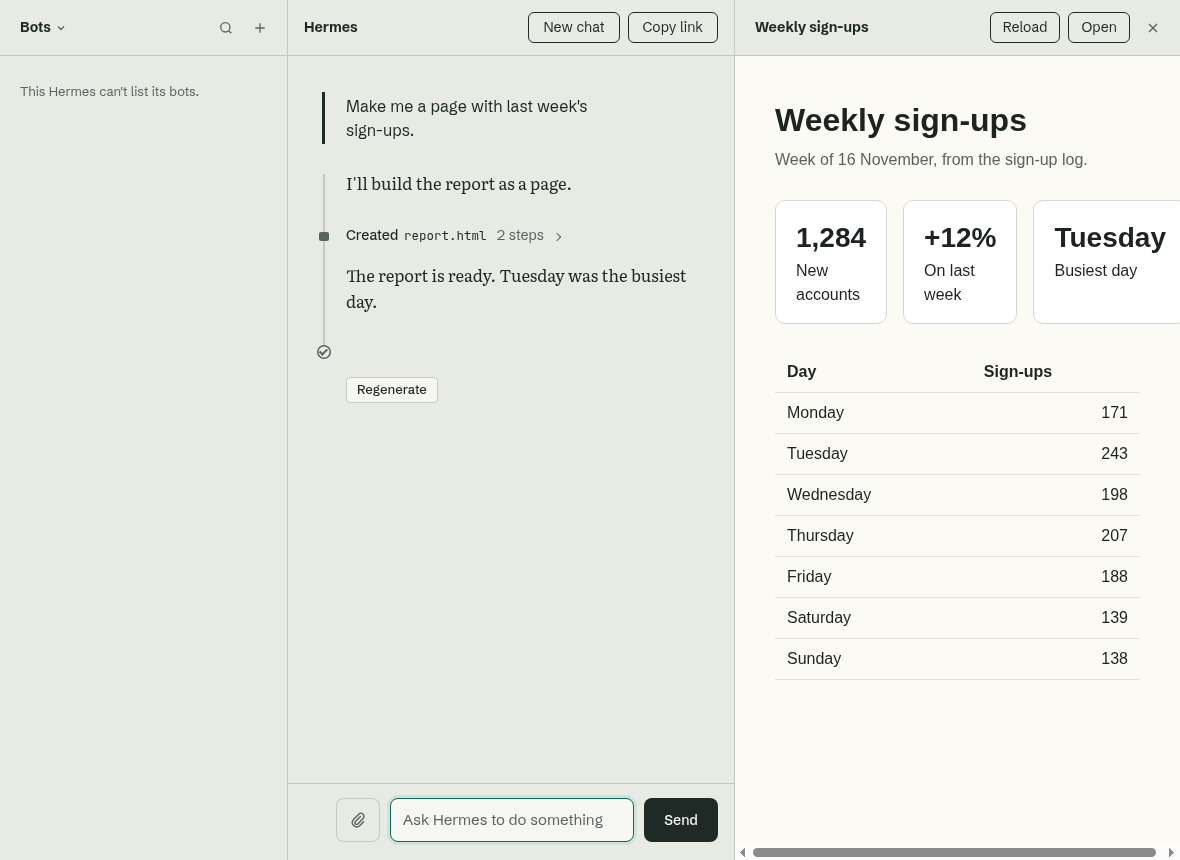 Bots
This Hermes can't list its bots.
Hermes
New chat
Copy link
Make me a page with last week's
sign-ups.
I'll build the report as a page.
Created report.html 2 steps
The report is ready. Tuesday was the busiest
day.
Regenerate
Ask Hermes to do something
Send
Weekly sign-ups
Reload
Open
Weekly sign-ups
Week of 16 November, from the sign-up log.
1,284
New
accounts
+12%
On last
week
Tuesday
Busiest day
Day Sign-ups
Monday 171
Tuesday 243
Wednesday 198
Thursday 207
Friday 188
Saturday 139
Sunday 138